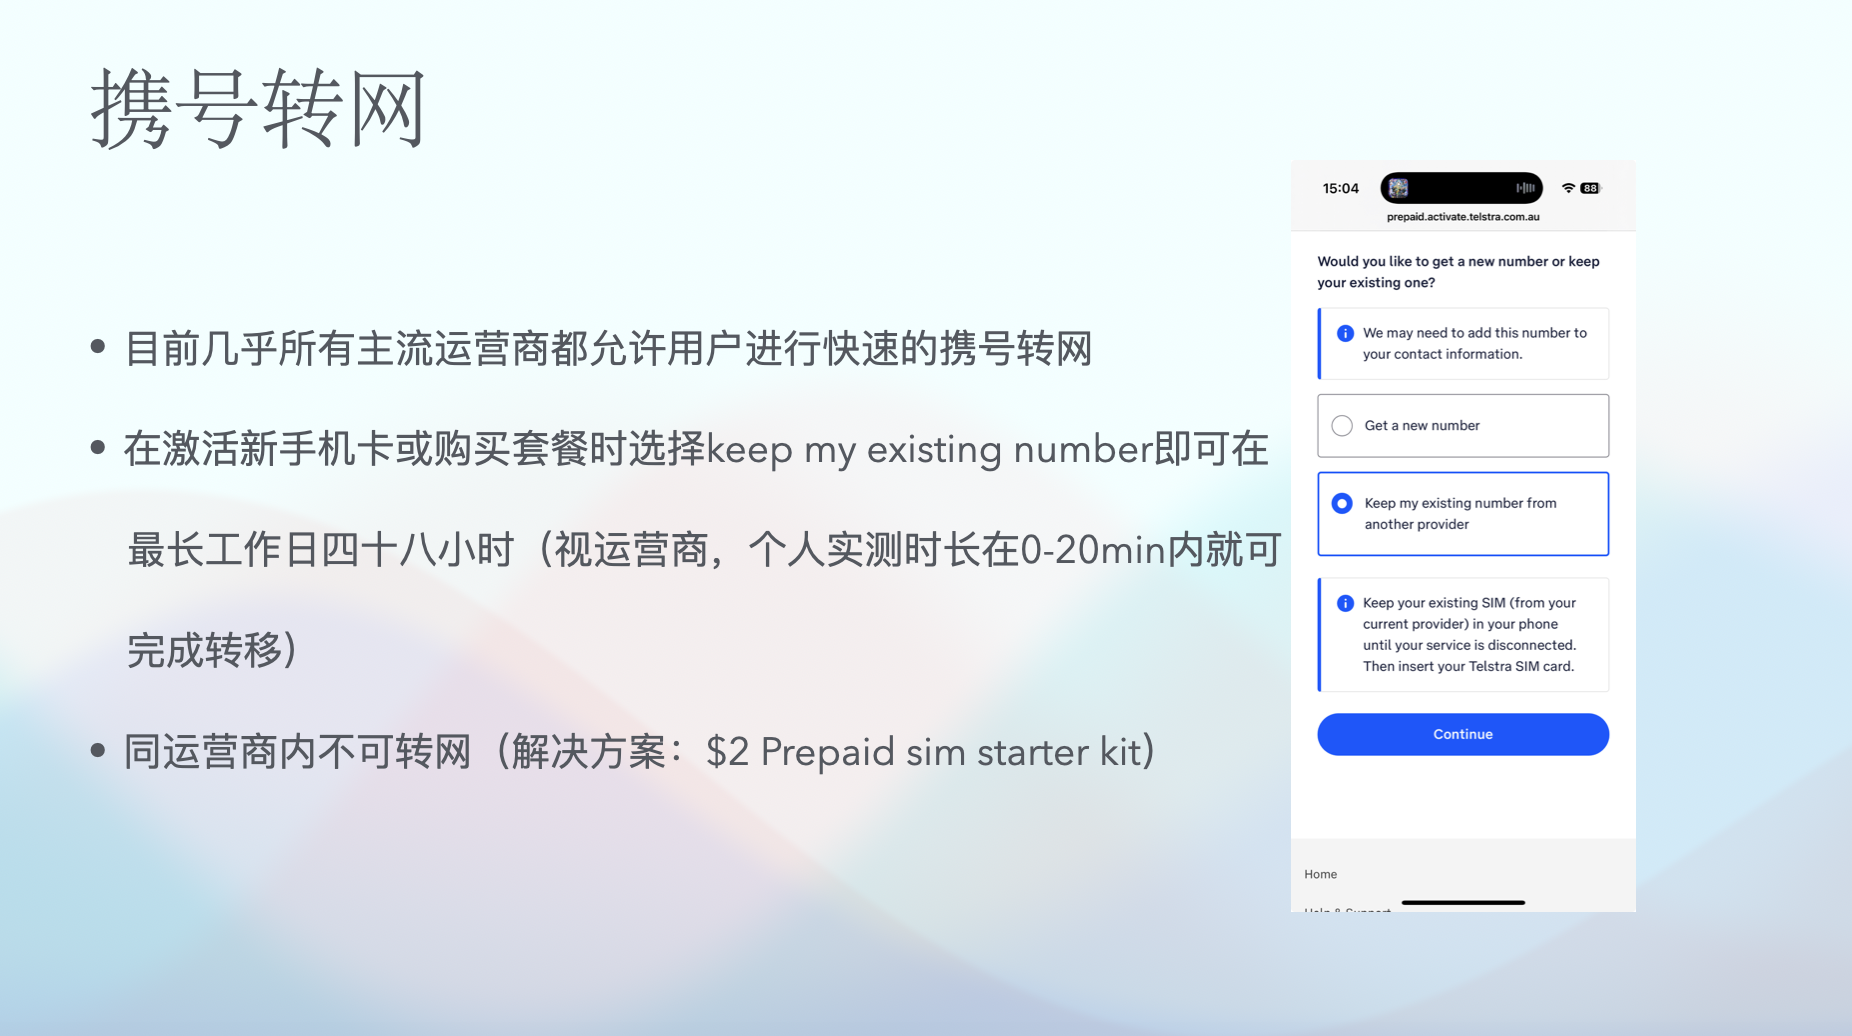 携号转网
• 目前几乎所有主流运营商都允许用户进行快速的携号转网
• 在激活新手机卡或购买套餐时选择keep my existing number即可在
最长工作日四十八小时（视运营商，个人实测时长在0-20min内就可
完成转移）
• 同运营商内不可转网（解决方案：$2 Prepaid sim starter kit）
15:04
88
prepaid.activate.telstra.com.au
Would you like to get a new number or keep
your existing one?
We may need to add this number to
your contact information.
Get a new number
Keep my existing number from
another provider
Keep your existing SIM (from your
current provider) in your phone
until your service is disconnected.
Then insert your Telstra SIM card.
Continue
Home
Help & Support